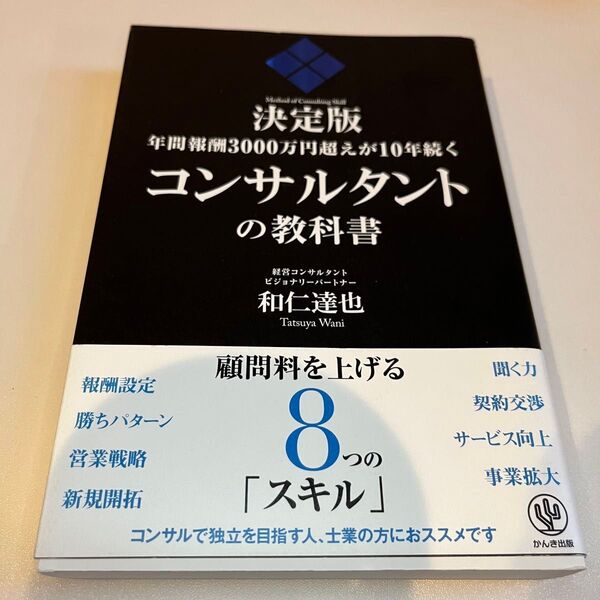 Method of Consulting Skill
決定版
年間報酬3000万円超えが10年続く
コンサルタント
の教科書
経営コンサルタント
ビジョナリーパートナー
和仁達也
Tatsuya Wani
顧問料を上げる
8つの
「スキル」
報酬設定
勝ちパターン
営業戦略
新規開拓
聞く力
契約交渉
サービス向上
事業拡大
コンサルで独立を目指す人、士業の方におススメです
かんき出版